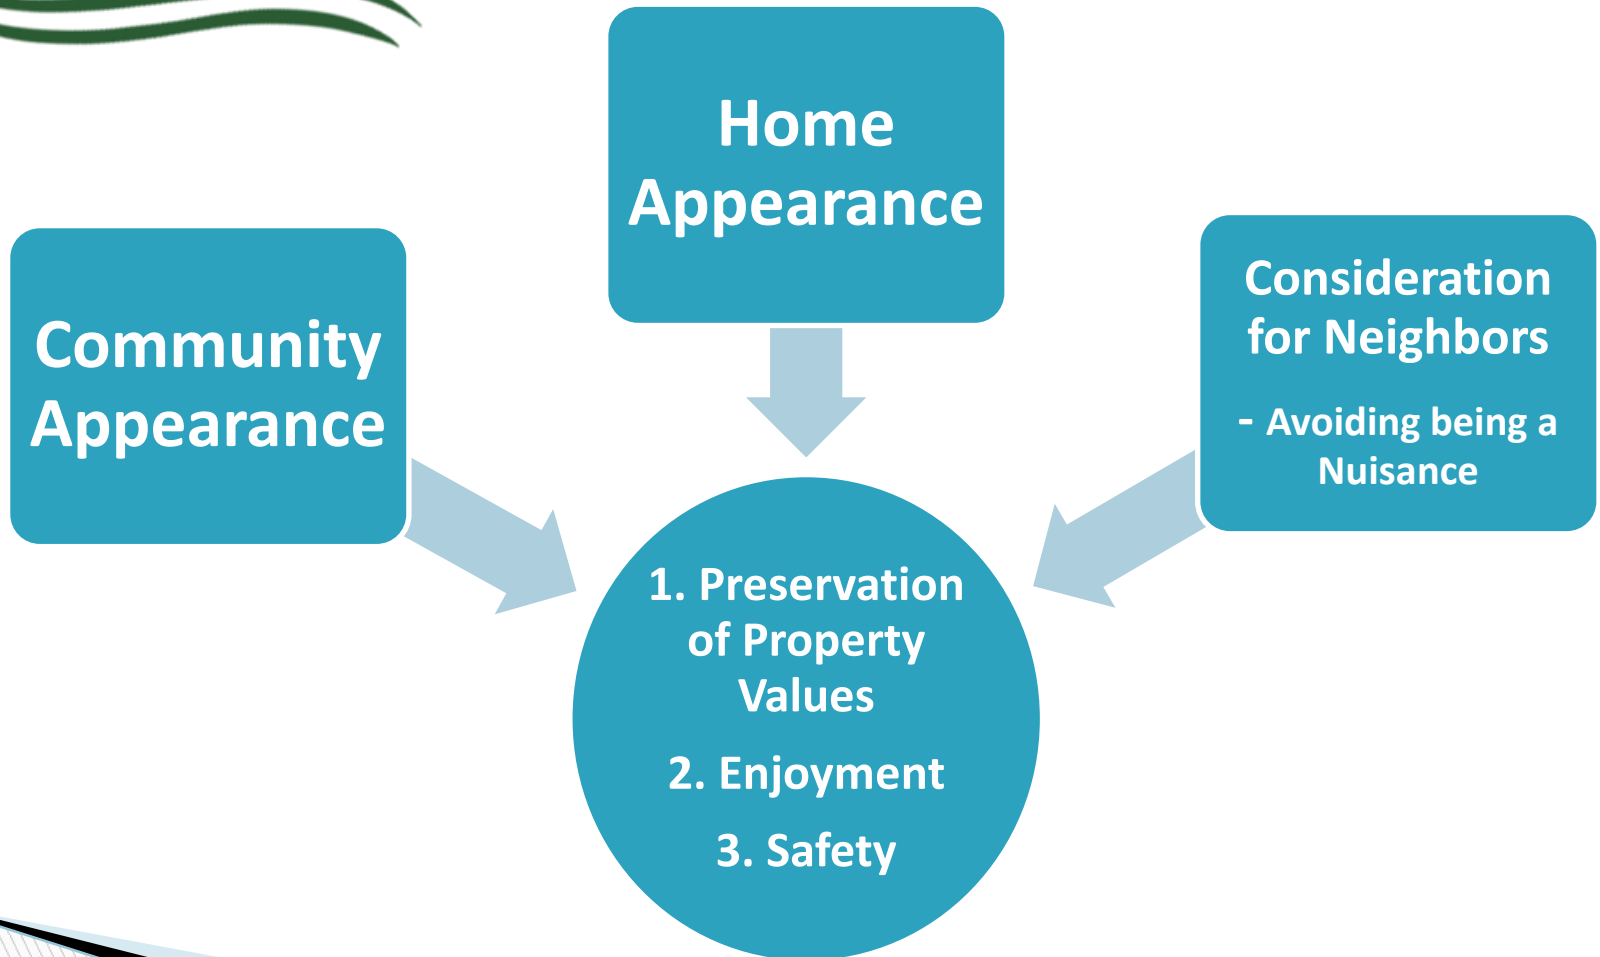 Home
Appearance
Community
Appearance
Consideration
for Neighbors
- Avoiding being a
Nuisance
1. Preservation
of Property
Values
2. Enjoyment
3. Safety